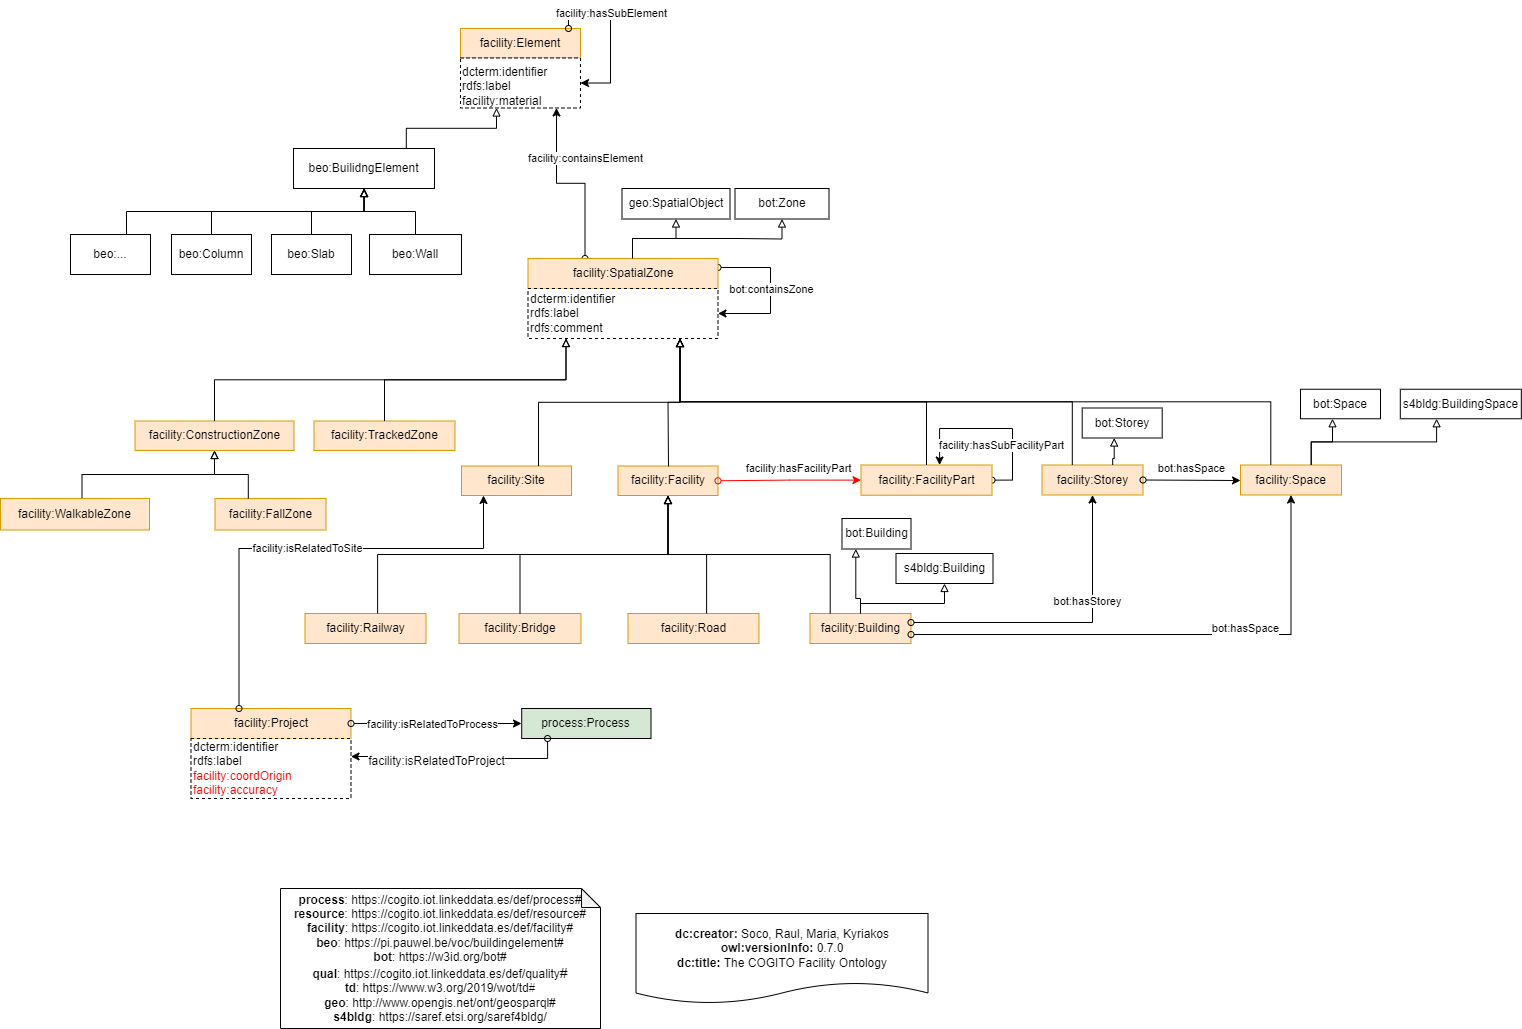 facility:hasSubElement
facility:Element
dcterm:identifier
rdfs:label
facility:material
facility:containsElement
beo:BuilidngElement
geo:SpatialObject
bot:Zone
beo:...
beo:Column
beo:Slab
beo:Wall
facility:SpatialZone
bot:containsZone
dcterm:identifier
rdfs:label
rdfs:comment
bot:Space
s4bldg:BuildingSpace
bot:Storey
facility:ConstructionZone
facility:TrackedZone
facility:hasSubFacilityPart
facility:hasFacilityPart
bot:hasSpace
facility:Site
facility:Facility
facility:FacilityPart
facility:Storey
facility:Space
facility:WalkableZone
facility:FallZone
bot:Building
facility:isRelatedToSite
s4bldg:Building
bot:hasStorey
facility:Railway
facility:Bridge
facility:Road
facility:Building
bot:hasSpace
facility:Project
facility:isRelatedToProcess
process:Process
dcterm:identifier
rdfs:label
facility:isRelatedToProject
facility:coordOrigin
facility:accuracy
process: https://cogito.iot.linkeddata.es/def/process#
resource: https://cogito.iot.linkeddata.es/def/resource#
facility: https://cogito.iot.linkeddata.es/def/facility#
beo: https://pi.pauwel.be/voc/buildingelement#
bot: https://w3id.org/bot#
qual: https://cogito.iot.linkeddata.es/def/quality#
td: https://www.w3.org/2019/wot/td#
geo: http://www.opengis.net/ont/geosparql#
s4bldg: https://saref.etsi.org/saref4bldg/
dc:creator: Soco, Raul, Maria, Kyriakos
owl:versionInfo: 0.7.0
dc:title: The COGITO Facility Ontology